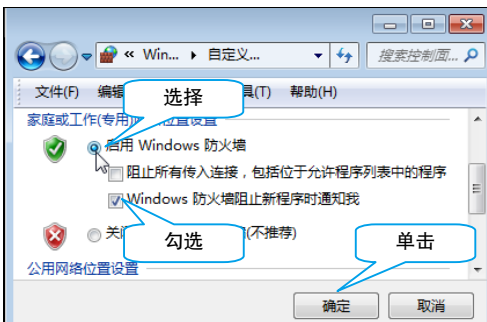 « Win... ▸ 自定义...
搜索控制面...
文件(F) 编辑 (T) 帮助(H)
选择
家庭或工作(专用) 位置设置
启用 Windows 防火墙
阻止所有传入连接，包括位于允许程序列表中的程序
Windows 防火墙阻止新程序时通知我
勾选
(不推荐)
单击
公用网络位置设置
确定
取消